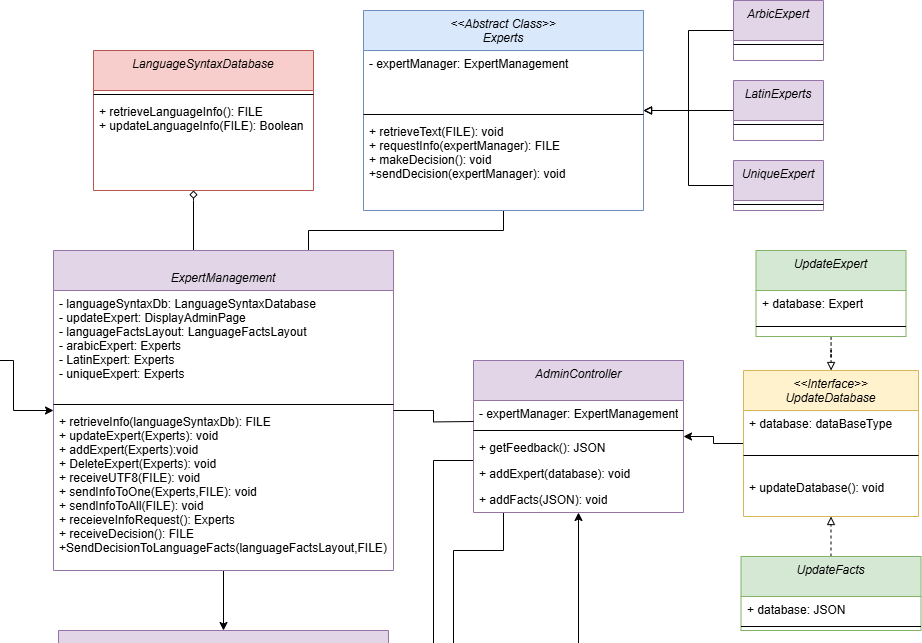 LanguageSyntaxDatabase
+ retrieveLanguageInfo(): FILE
+ updateLanguageInfo(FILE): Boolean
<<Abstract Class>>
Experts
- expertManager: ExpertManagement
+ retrieveText(FILE): void
+ requestInfo(expertManager): FILE
+ makeDecision(): void
+sendDecision(expertManager): void
ArbicExpert
LatinExperts
UniqueExpert
ExpertManagement
- languageSyntaxDb: LanguageSyntaxDatabase
- updateExpert: DisplayAdminPage
- languageFactsLayout: LanguageFactsLayout
- arabicExpert: Experts
- LatinExpert: Experts
- uniqueExpert: Experts
+ retrieveInfo(languageSyntaxDb): FILE
+ updateExpert(Experts): void
+ addExpert(Experts):void
+ DeleteExpert(Experts): void
+ receiveUTF8(FILE): void
+ sendInfoToOne(Experts,FILE): void
+ sendInfoToAll(FILE): void
+ receieveInfoRequest(): Experts
+ receiveDecision(): FILE
+SendDecisionToLanguageFacts(languageFactsLayout,FILE)
AdminController
- expertManager: ExpertManagement
+ getFeedback(): JSON
+ addExpert(database): void
+ addFacts(JSON): void
UpdateExpert
+ database: Expert
<<Interface>>
UpdateDatabase
+ database: dataBaseType
+ updateDatabase(): void
UpdateFacts
+ database: JSON